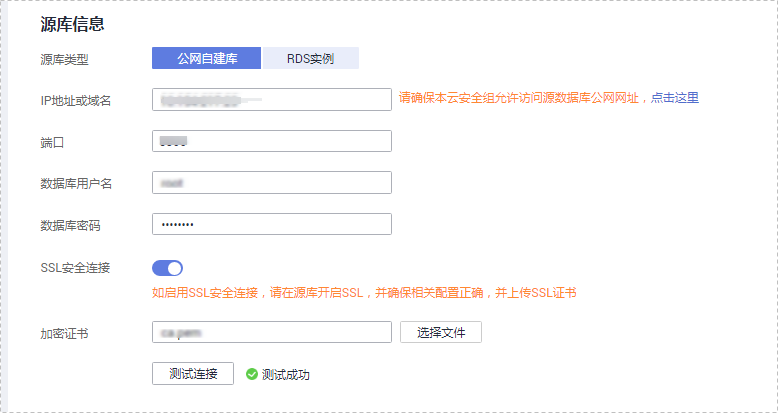 源库信息
源库类型 公网自建库 RDS实例
IP地址或域名 请确保本云安全组允许访问源数据库公网网址，点击这里
端口
数据库用户名
数据库密码 ••••••••
SSL安全连接
如启用SSL安全连接，请在源库开启SSL，并确保相关配置正确，并上传SSL证书
加密证书 选择文件
测试连接 测试成功